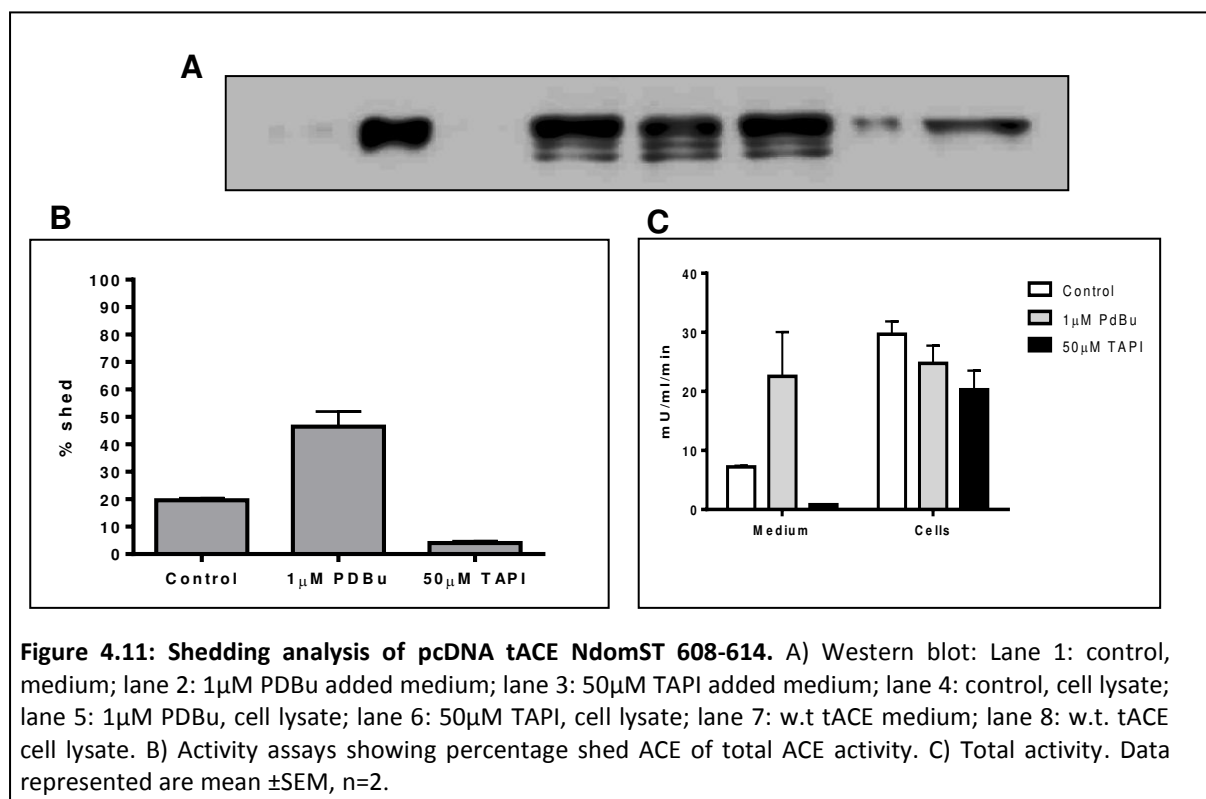 A
B
100
90
80
70
60
50
40
30
20
10
0
% shed
Control 1µM PDBu 50µM TAPI
C
40
30
20
10
0
mU/ml/min
Medium Cells
Control
1µM PdBu
50µM TAPI
Figure 4.11: Shedding analysis of pcDNA tACE NdomST 608-614. A) Western blot: Lane 1: control,
medium; lane 2: 1µM PDBu added medium; lane 3: 50µM TAPI added medium; lane 4: control, cell lysate;
lane 5: 1µM PDBu, cell lysate; lane 6: 50µM TAPI, cell lysate; lane 7: w.t tACE medium; lane 8: w.t. tACE
cell lysate. B) Activity assays showing percentage shed ACE of total ACE activity. C) Total activity. Data
represented are mean ±SEM, n=2.